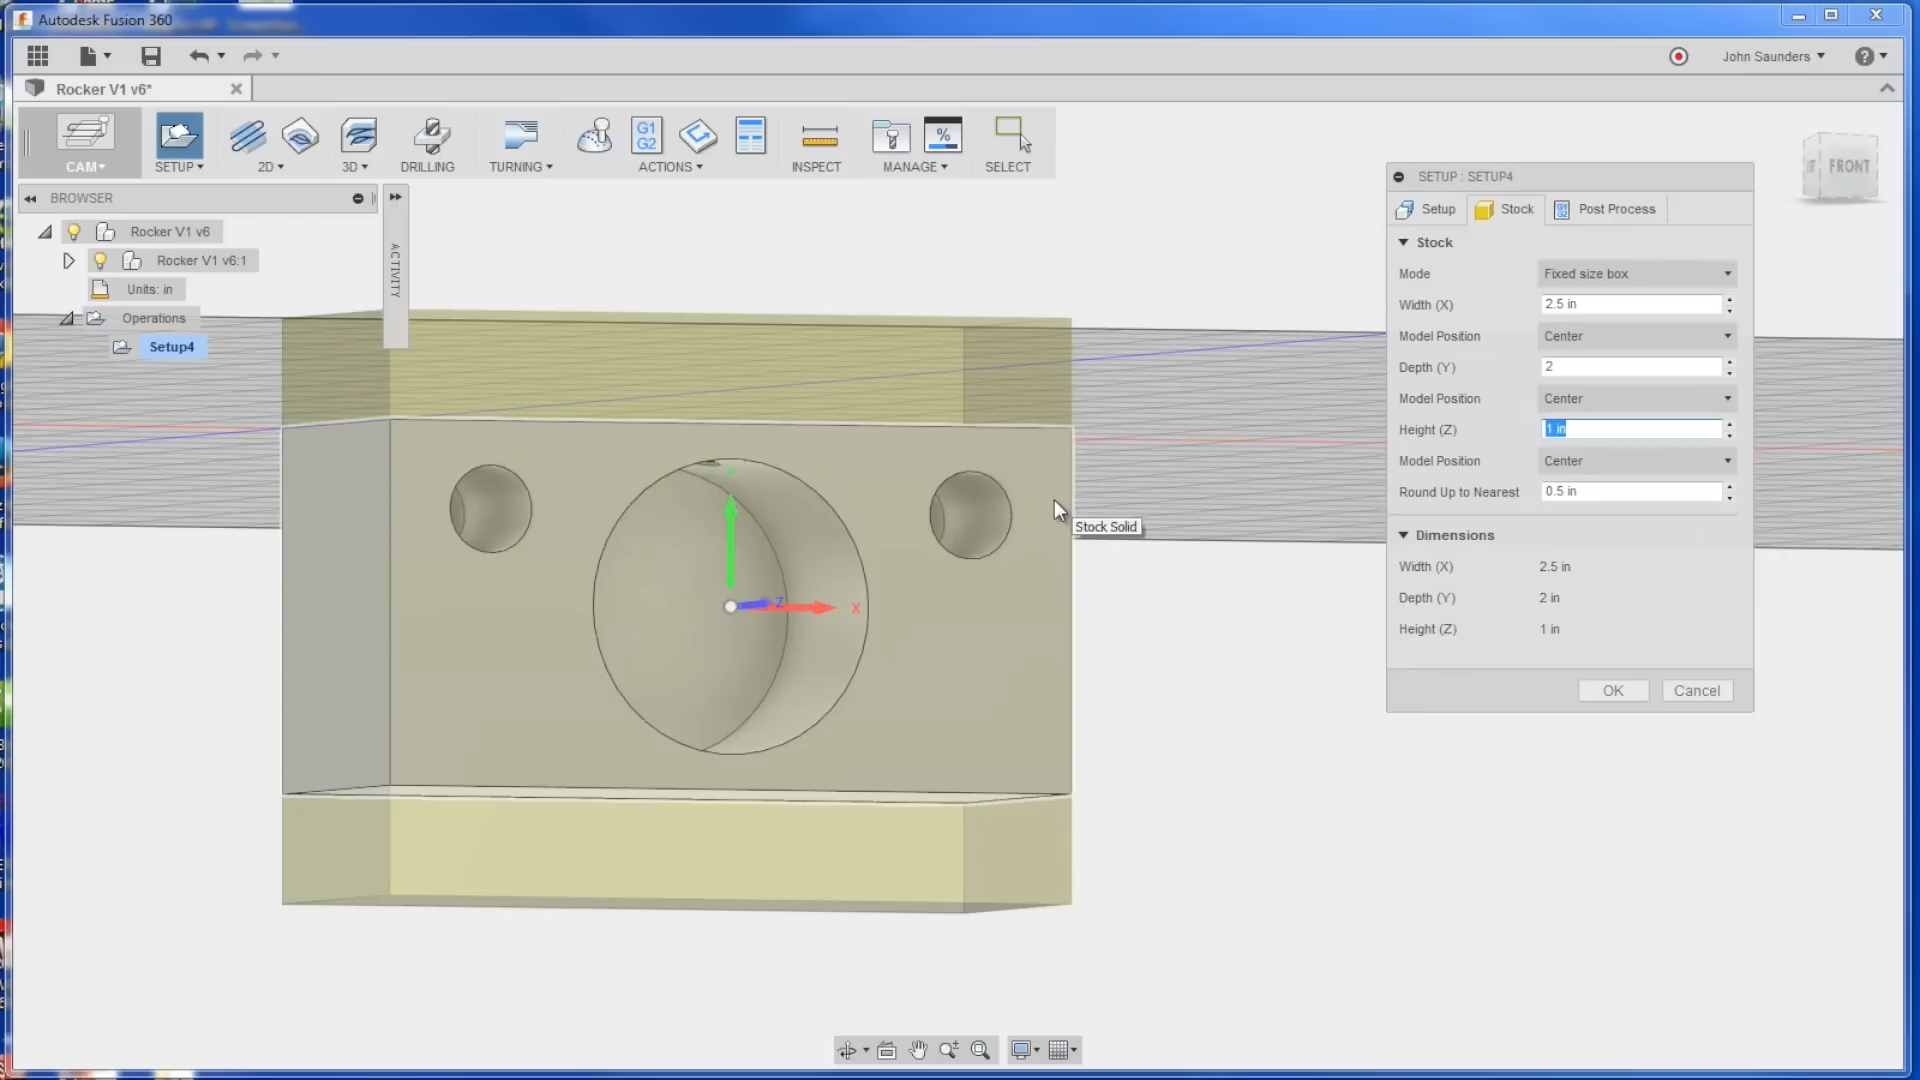 Autodesk Fusion 360
John Saunders
Rocker V1 v6*
CAM
SETUP
2D
3D
DRILLING
TURNING
G1
G2
ACTIONS
INSPECT
%
MANAGE
SELECT
FRONT
BROWSER
ACTIVITY
Rocker V1 v6
Rocker V1 v6:1
Units: in
Operations
Setup4
X
Z
Stock Solid
SETUP : SETUP4
Setup
Stock
G1
G2
Post Process
Stock
Mode
Fixed size box
Width (X)
2.5 in
Model Position
Center
Depth (Y)
2
Model Position
Center
Height (Z)
1 in
Model Position
Center
Round Up to Nearest
0.5 in
Dimensions
Width (X)
2.5 in
Depth (Y)
2 in
Height (Z)
1 in
OK
Cancel